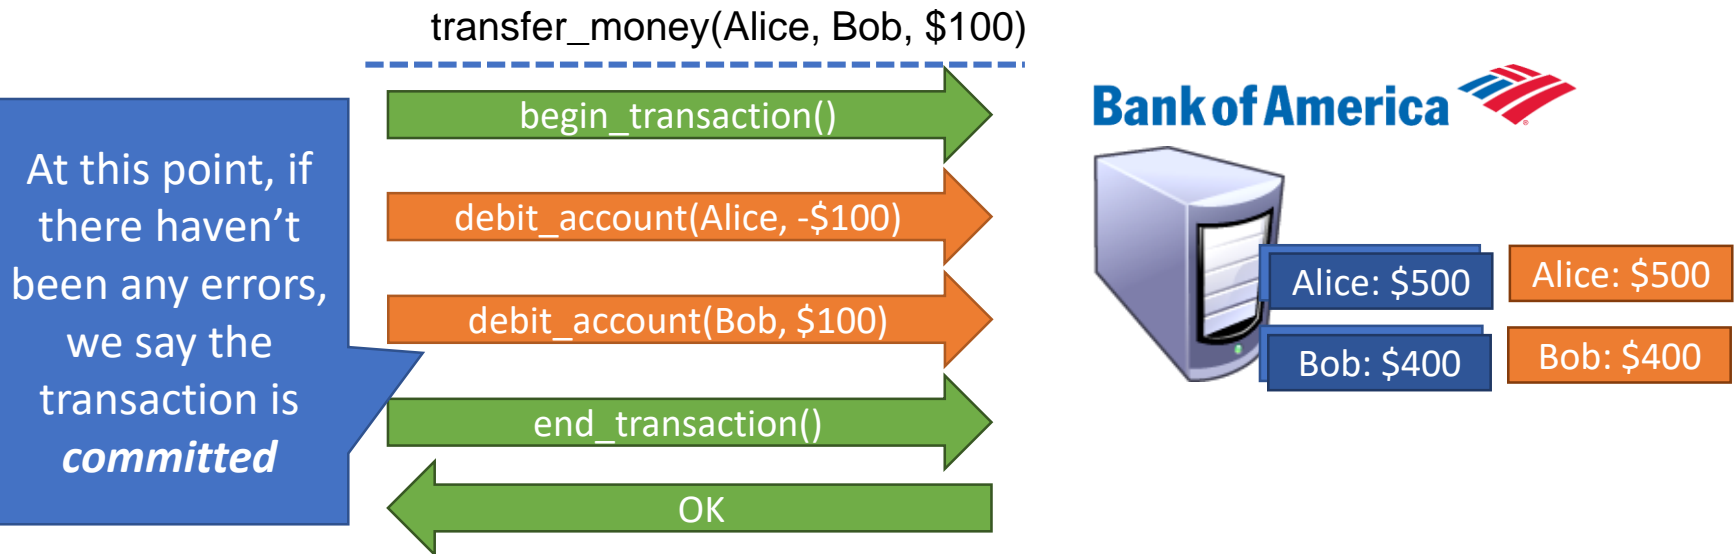 transfer_money(Alice, Bob, $100)
begin_transaction()
debit_account(Alice, -$100)
debit_account(Bob, $100)
end_transaction()
OK
At this point, if
there haven’t
been any errors,
we say the
transaction is
committed
Bank of America
Alice: $500
Alice: $500
Bob: $400
Bob: $400